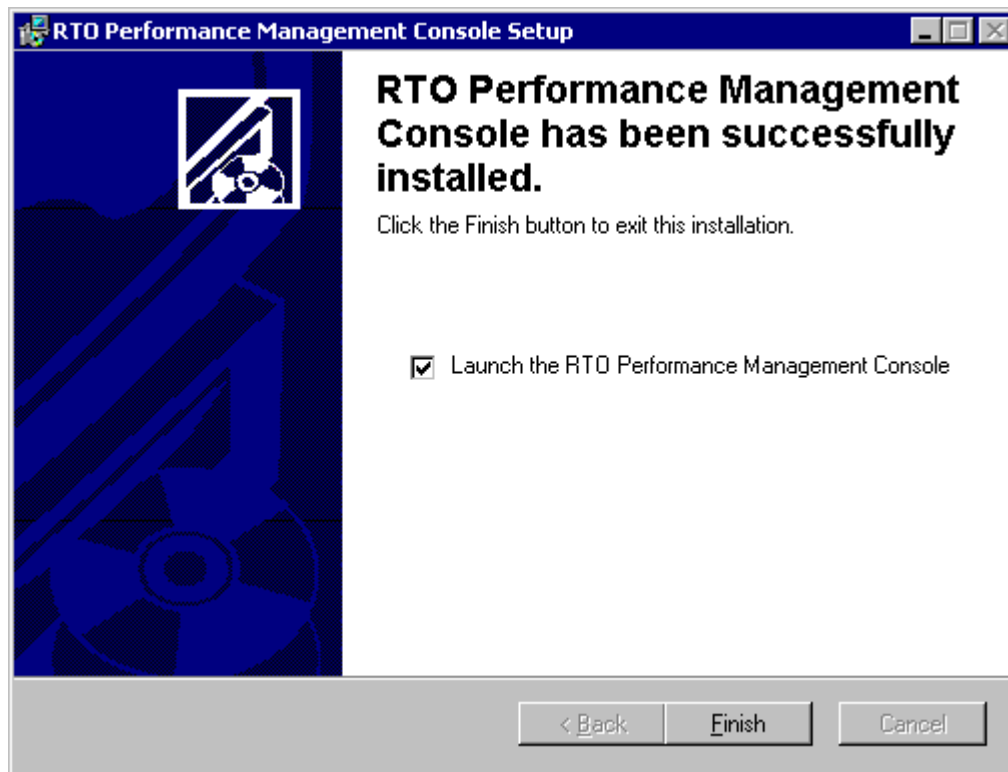 RTO Performance Management Console Setup
RTO Performance Management
Console has been successfully
installed.
Click the Finish button to exit this installation.
Launch the RTO Performance Management Console
< Back
Finish
Cancel